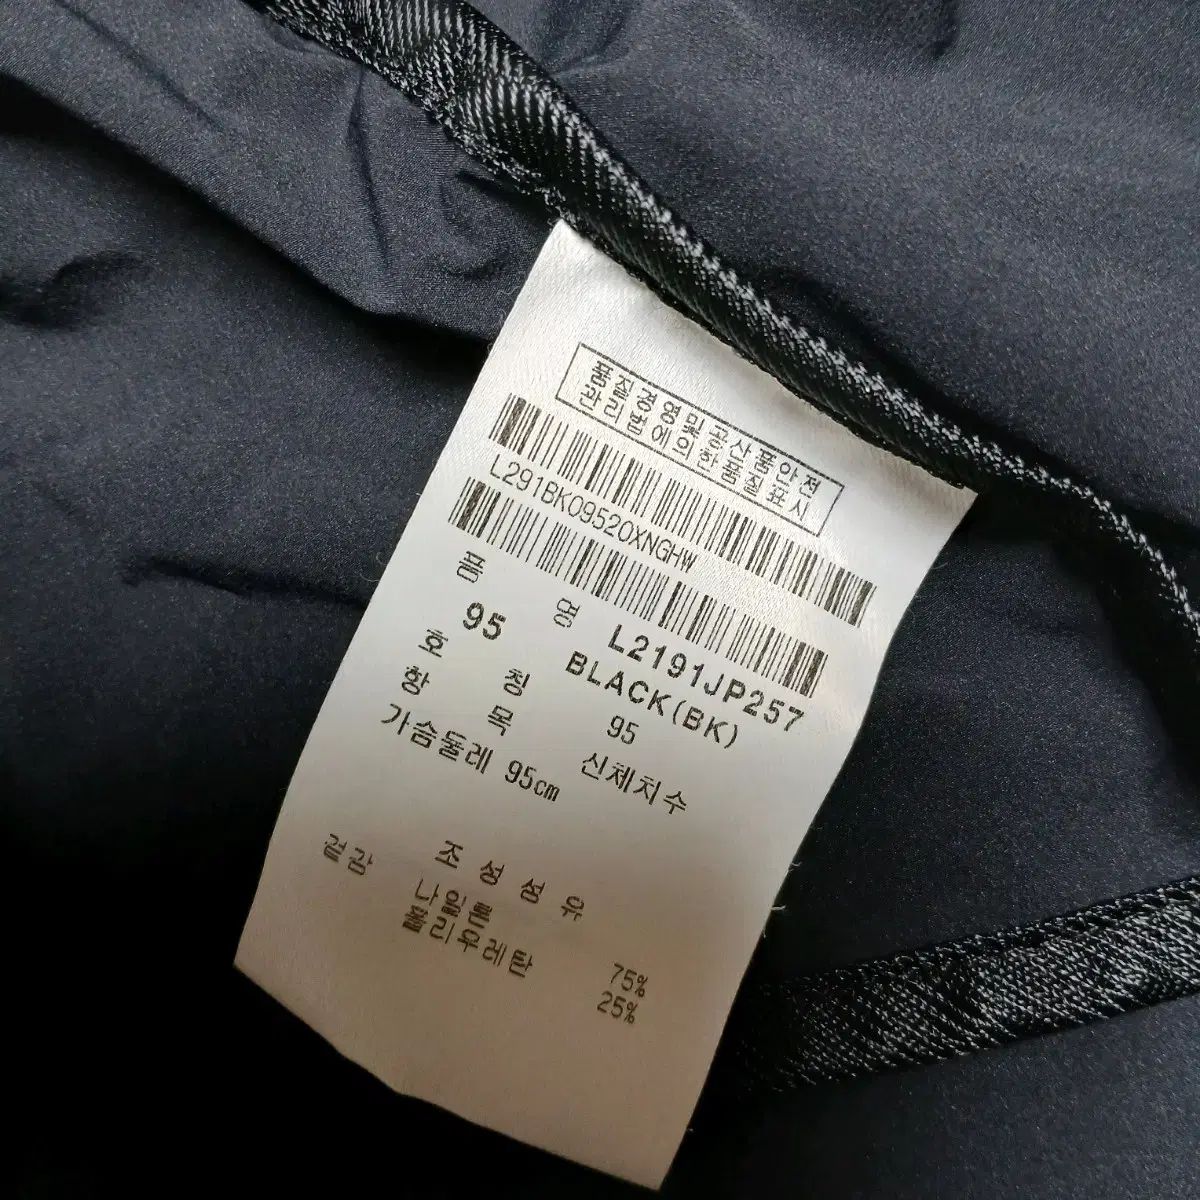 품질경영및공산품안전
관리법에의한품질표시
L291BK09520XNGHW
품 명 L2191JP257
95 BLACK(BK)
호 칭 95
항 목 신체치수
가슴둘레 95cm
조성섬유
겉감 나일론 75%
폴리우레탄 25%